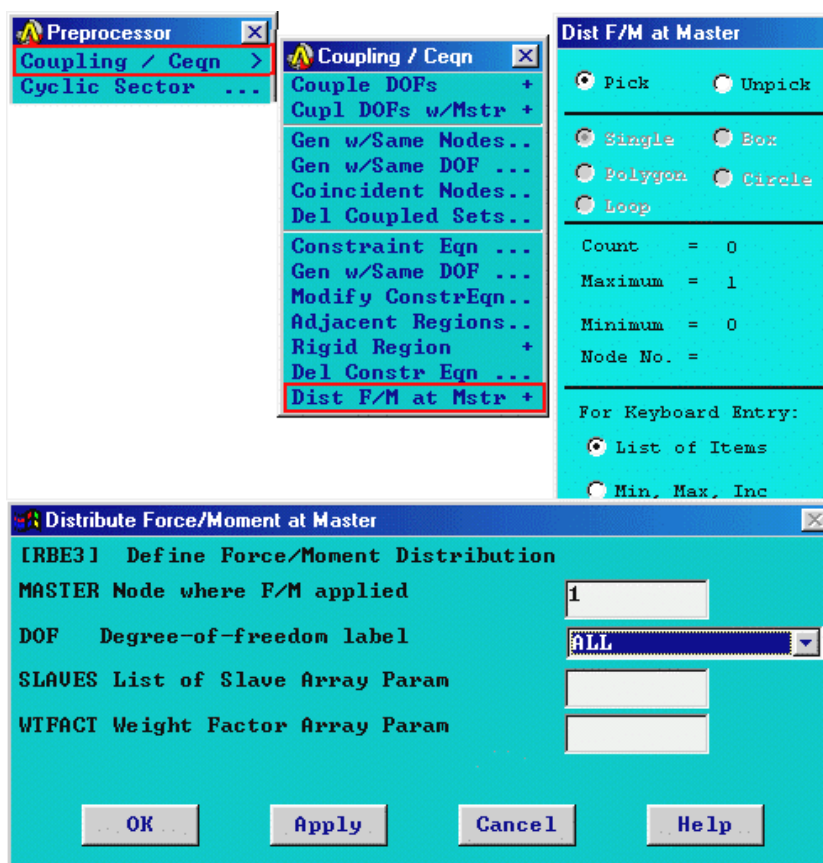 Preprocessor
Coupling / Ceqn >
Cyclic Sector ...
Coupling / Ceqn
Couple DOFs +
Cupl DOFs w/Mstr +
Gen w/Same Nodes..
Gen w/Same DOF ...
Coincident Nodes..
Del Coupled Sets..
Constraint Eqn ...
Gen w/Same DOF ...
Modify ConstrEqn..
Adjacent Regions..
Rigid Region +
Del Constr Eqn ...
Dist F/M at Mstr +
Dist F/M at Master
Pick Unpick
Single Box
Polygon Circle
Loop
Count = 0
Maximum = 1
Minimum = 0
Node No. =
For Keyboard Entry:
List of Items
Min, Max, Inc
Distribute Force/Moment at Master
[RBE3] Define Force/Moment Distribution
MASTER Node where F/M applied 1
DOF Degree-of-freedom label ALL
SLAVES List of Slave Array Param
WTFACT Weight Factor Array Param
OK Apply Cancel Help